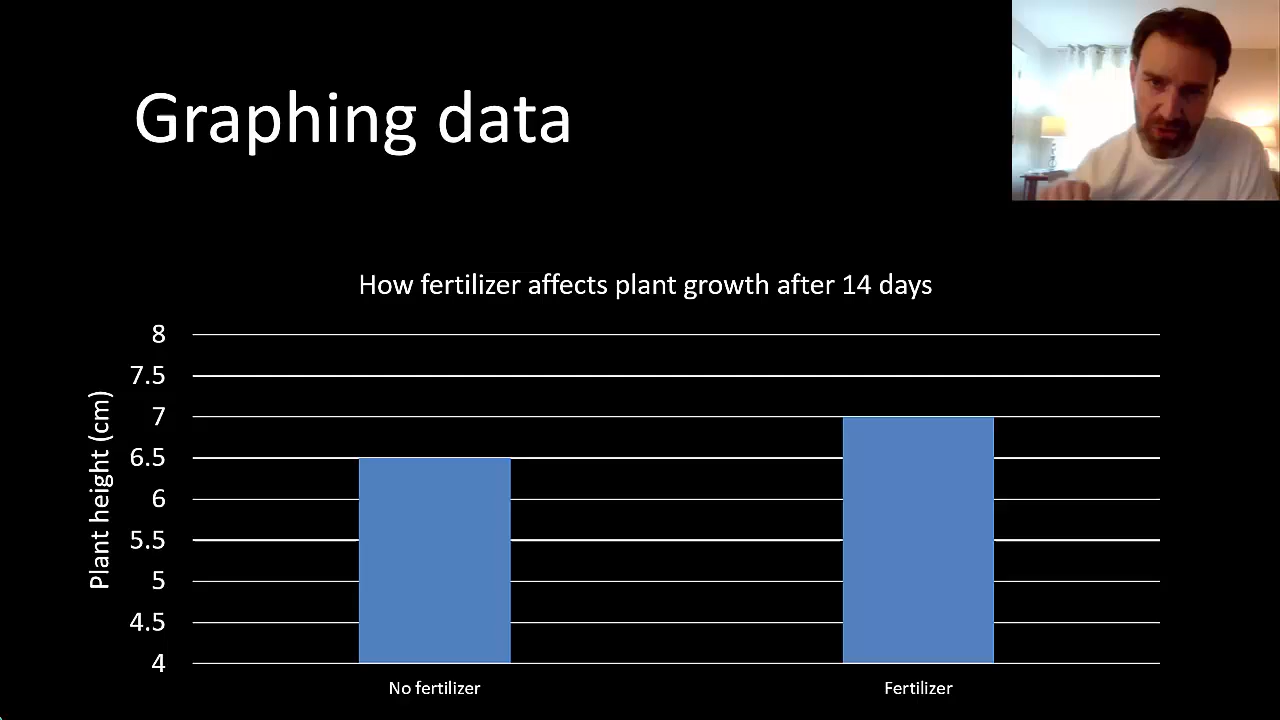 Graphing data
How fertilizer affects plant growth after 14 days
Plant height (cm)
8
7.5
7
6.5
6
5.5
5
4.5
4
No fertilizer
Fertilizer